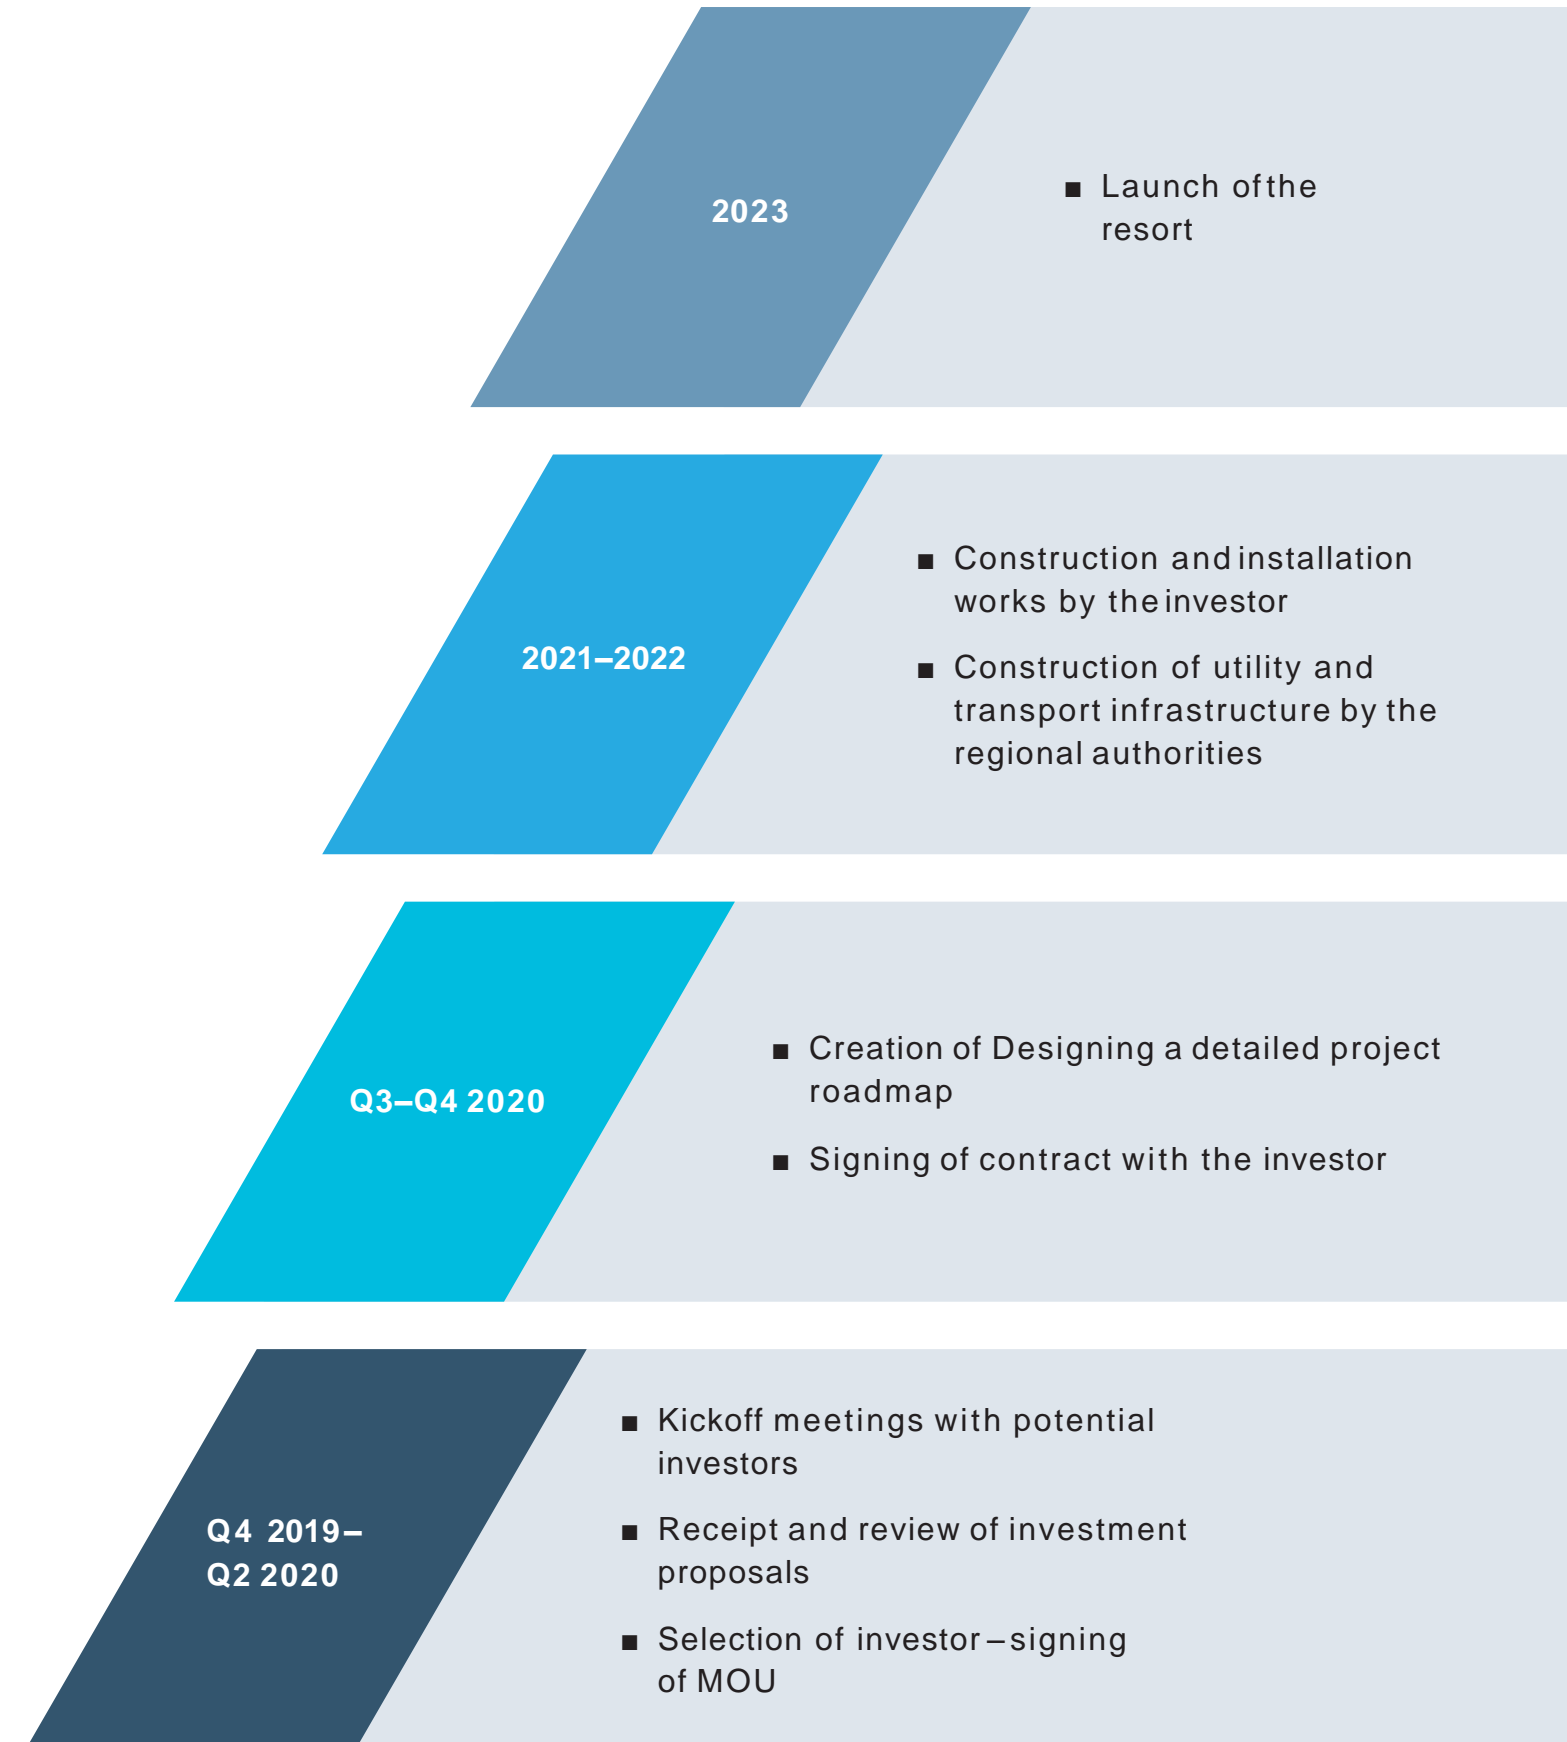 2023
■ Launch of the
resort
2021–2022
■ Construction and installation
works by the investor
■ Construction of utility and
transport infrastructure by the
regional authorities
Q3–Q4 2020
■ Creation of Designing a detailed project
roadmap
■ Signing of contract with the investor
Q4 2019–
Q2 2020
■ Kickoff meetings with potential
investors
■ Receipt and review of investment
proposals
■ Selection of investor – signing
of MOU